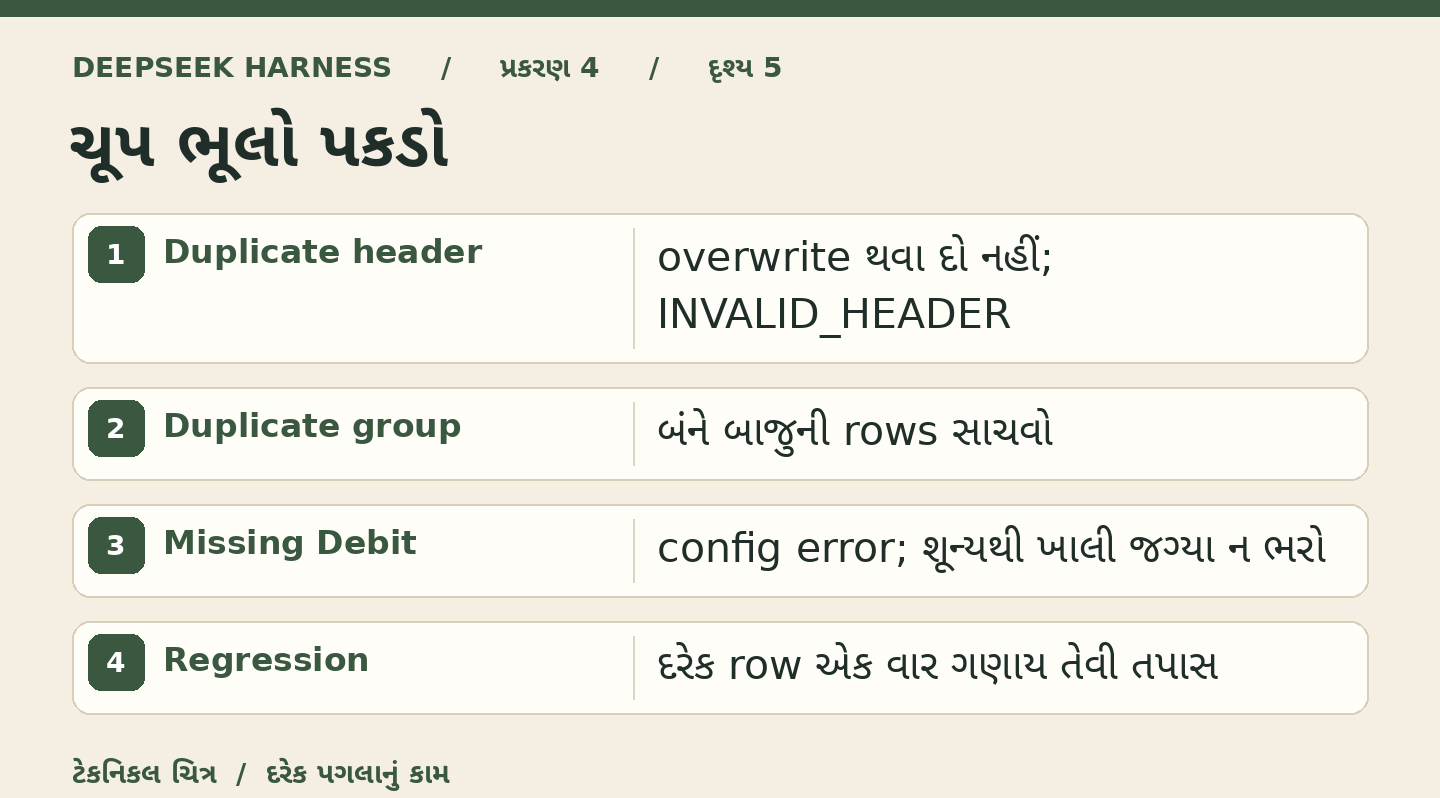 DEEPSEEK HARNESS / પ્રકરણ 4 / દૃશ્ય 5
ચૂપ ભૂલો પકડો
1 Duplicate header
overwrite થવા દો નહીં;
INVALID_HEADER
2 Duplicate group
બંને બાજુની rows સાચવો
3 Missing Debit
config error; શૂન્યથી ખાલી જગ્યા ન ભરો
4 Regression
દરેક row એક વાર ગણાય તેવી તપાસ
ટેકનિકલ ચિત્ર / દરેક પગલાનું કામ